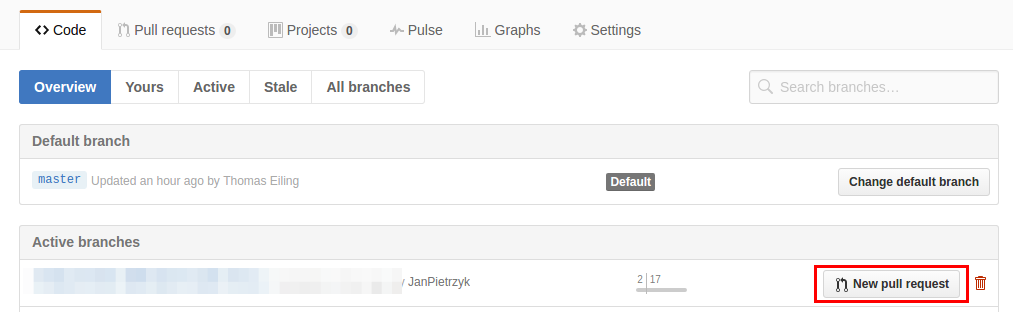 Code Pull requests 0 Projects 0 Pulse Graphs Settings
Overview Yours Active Stale All branches Search branches...
Default branch
master Updated an hour ago by Thomas Eiling Default Change default branch
Active branches
JanPietrzyk 2 17 New pull request